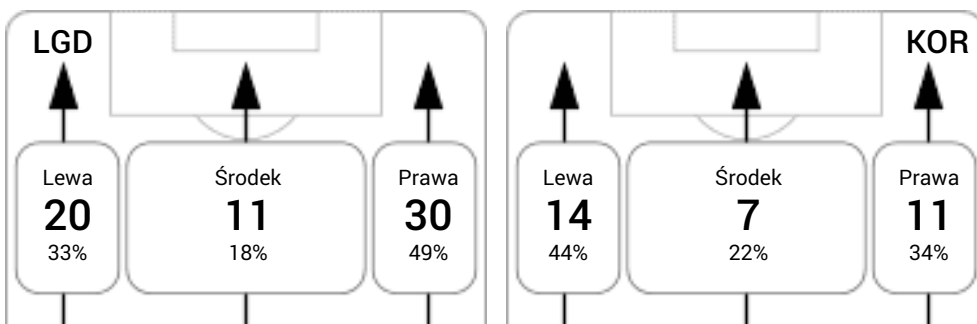 LGD
Lewa
20
33%
Środek
11
18%
Prawa
30
49%
KOR
Lewa
14
44%
Środek
7
22%
Prawa
11
34%